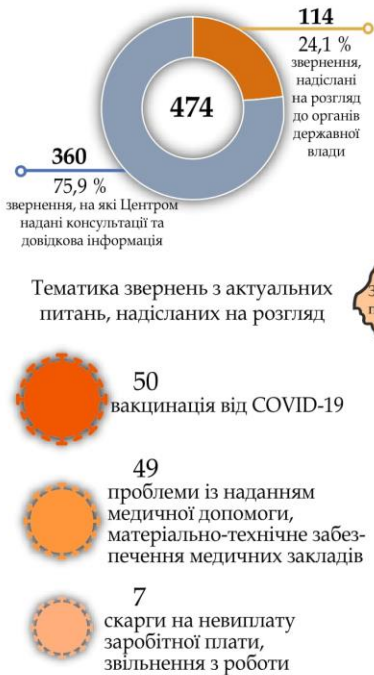 114
24,1 %
звернення,
надіслані
на розгляд
до органів
державної
влади
474
360
75,9 %
звернення, на які Центром
надані консультації та
довідкова інформація
Тематика звернень з актуальних
питань, надісланих на розгляд
50
вакцинація від COVID-19
49
проблеми із наданням
медичної допомоги,
матеріально-технічне забез-
печення медичних закладів
7
скарги на невиплату
заробітної плати,
звільнення з роботи